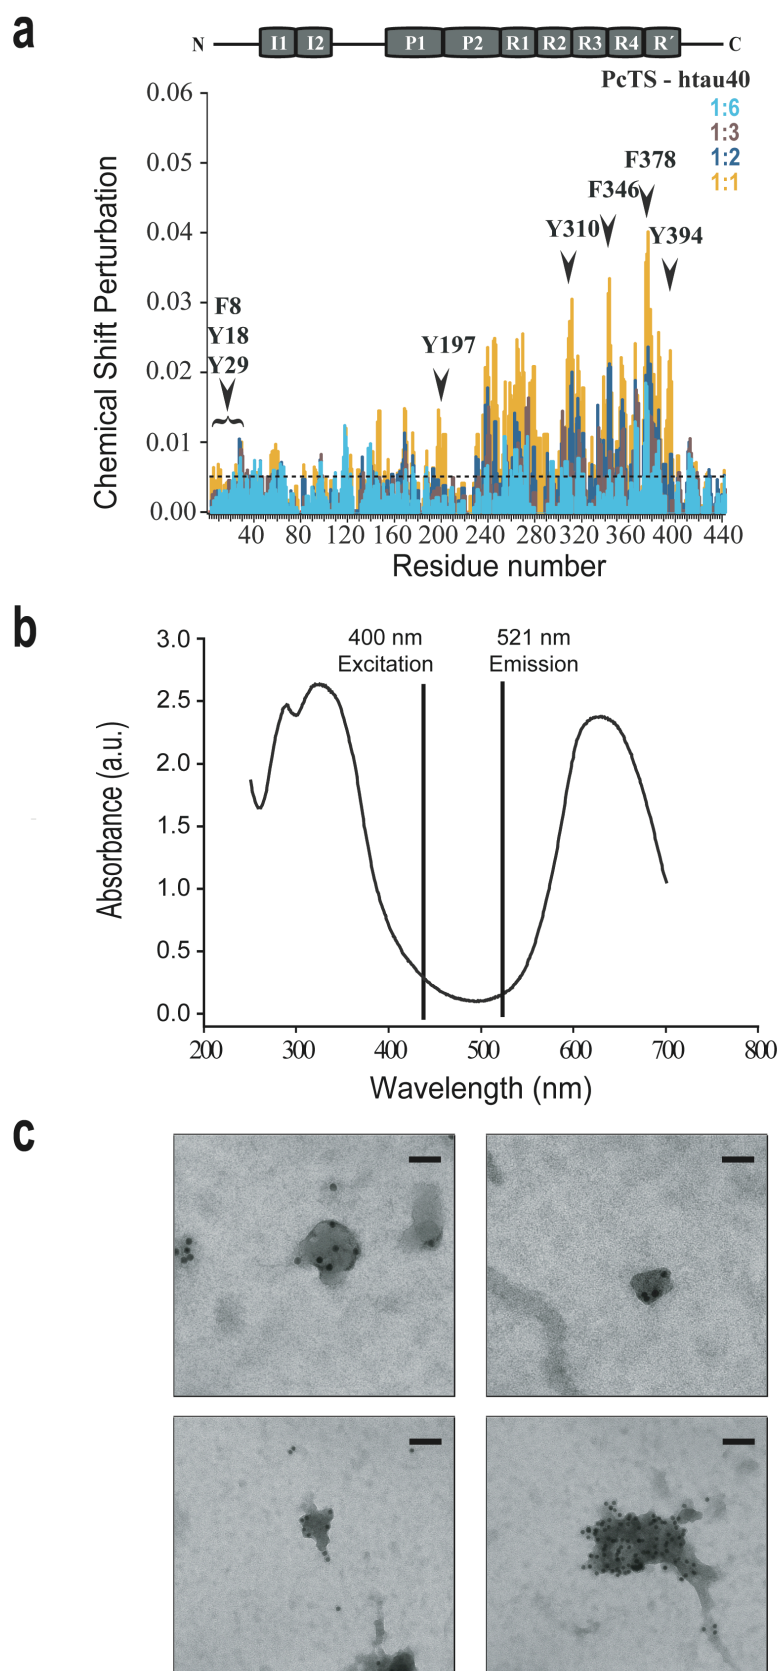 a
N I1 I2 P1 P2 R1 R2 R3 R4 R´ C
PcTS - htau40
1:6
1:3
1:2
1:1
Chemical Shift Perturbation
0.06
0.05
0.04
0.03
0.02
0.01
0.00
F8
Y18
Y29
Y197
Y310
F346
F378
Y394
40 80 120 160 200 240 280 320 360 400 440
Residue number
b
400 nm
Excitation
521 nm
Emission
Absorbance (a.u.)
3.0
2.5
2.0
1.5
1.0
0.5
0.0
200 300 400 500 600 700 800
Wavelength (nm)
c